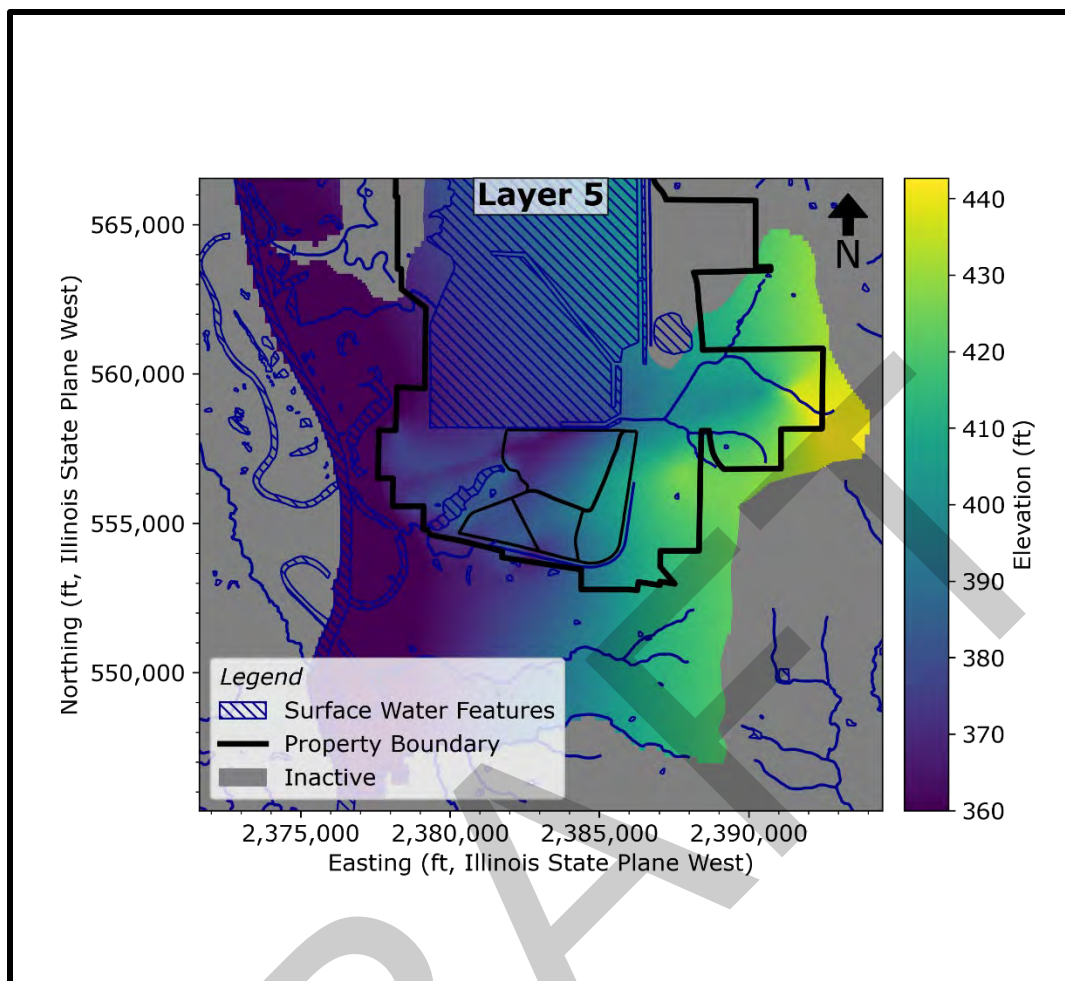 Layer 5
N
565,000
560,000
555,000
550,000
Northing (ft, Illinois State Plane West)
Legend
Surface Water Features
Property Boundary
Inactive
2,375,000 2,380,000 2,385,000 2,390,000
Easting (ft, Illinois State Plane West)
440
430
420
410
400
390
380
370
360
Elevation (ft)
DRAFT